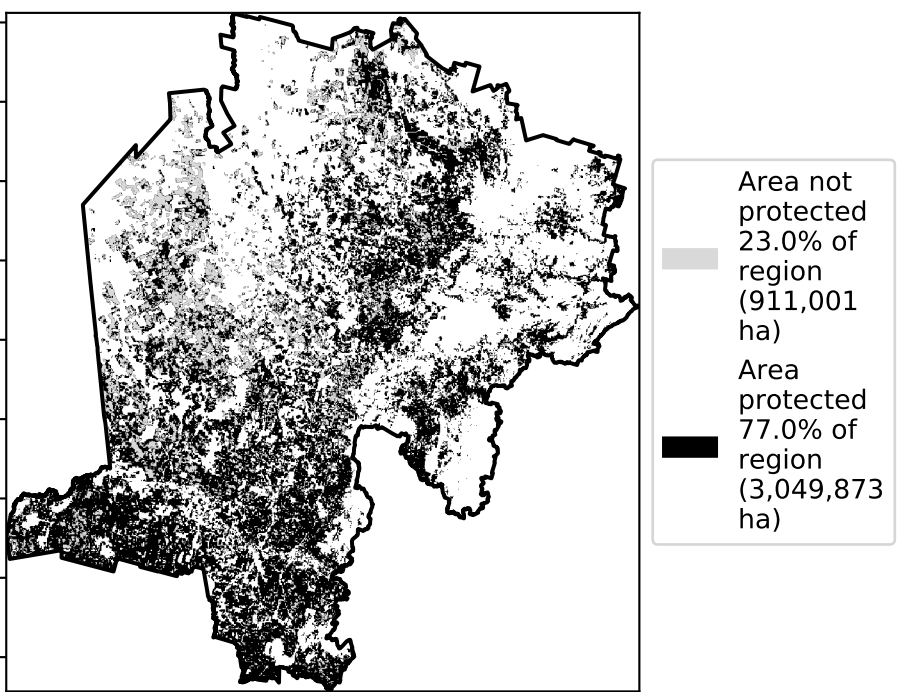 Area not
protected
23.0% of
region
(911,001
ha)
Area
protected
77.0% of
region
(3,049,873
ha)